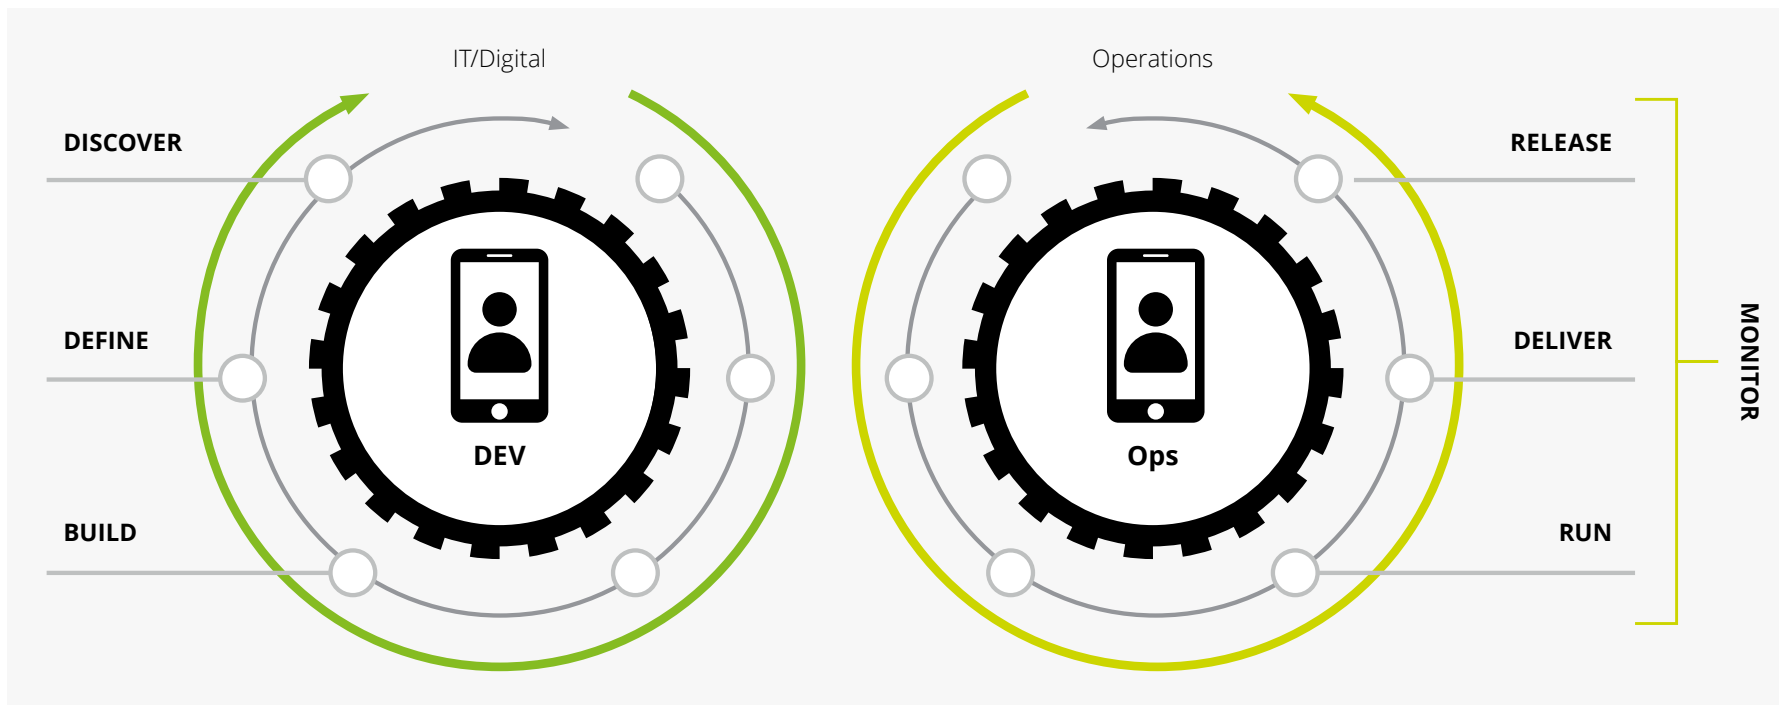 IT/Digital
Operations
DISCOVER
DEFINE
BUILD
DEV
Ops
RELEASE
DELIVER
RUN
MONITOR